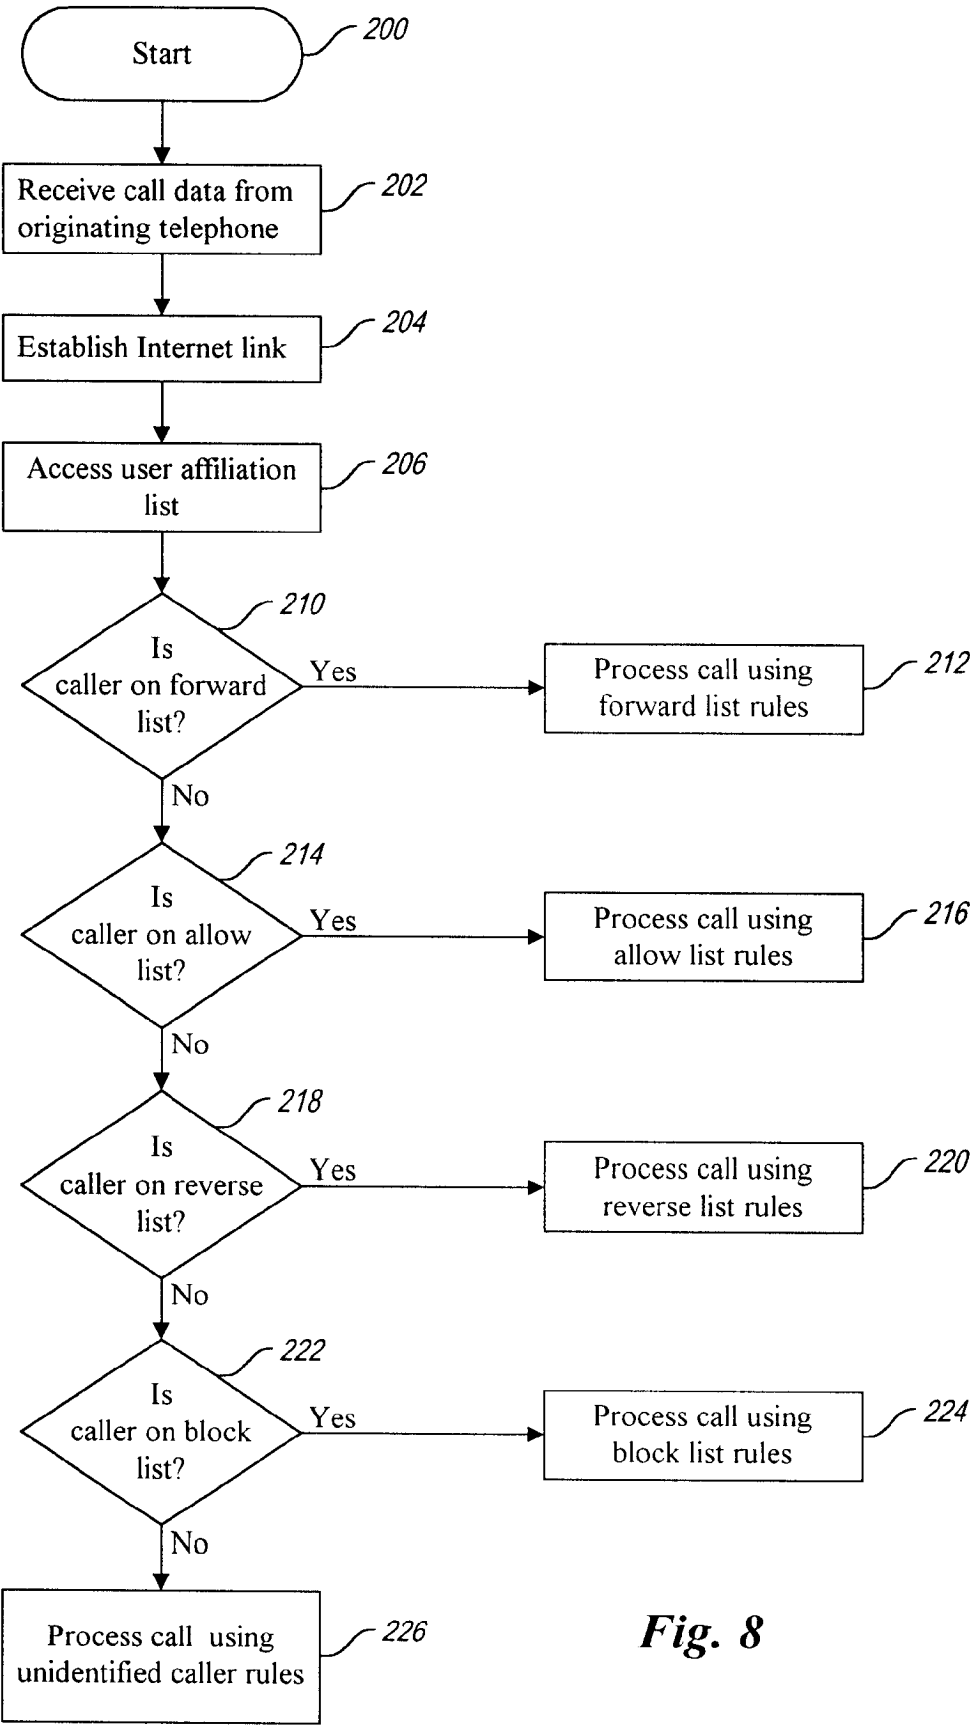 Start
200
Receive call data from
originating telephone
202
Establish Internet link
204
Access user affiliation
list
206
Is
caller on forward
list?
210
Yes
Process call using
forward list rules
212
No
Is
caller on allow
list?
214
Yes
Process call using
allow list rules
216
No
Is
caller on reverse
list?
218
Yes
Process call using
reverse list rules
220
No
Is
caller on block
list?
222
Yes
Process call using
block list rules
224
No
Process call using
unidentified caller rules
226
Fig. 8